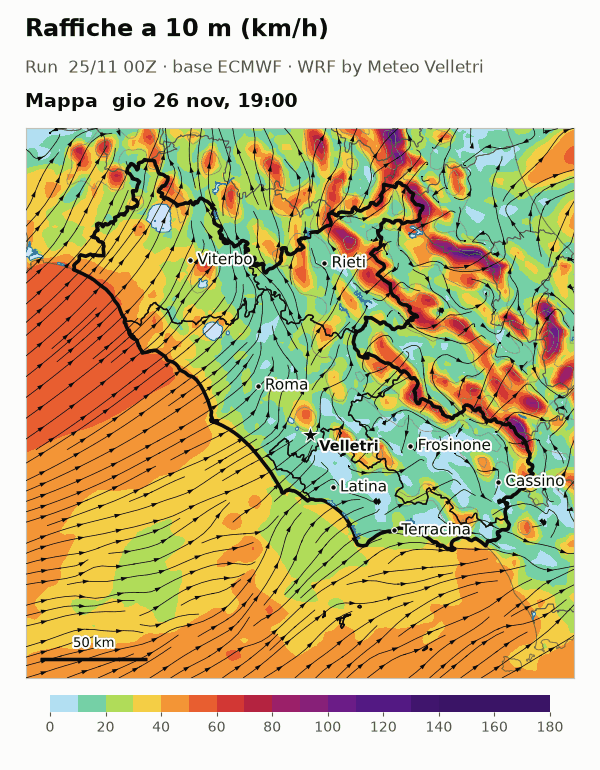 Raffiche a 10 m (km/h)
Run 25/11 00Z · base ECMWF · WRF by Meteo Velletri
Mappa gio 26 nov, 19:00
Viterbo
Rieti
Roma
Velletri
Frosinone
Latina
Cassino
Terracina
50 km
0 20 40 60 80 100 120 140 160 180